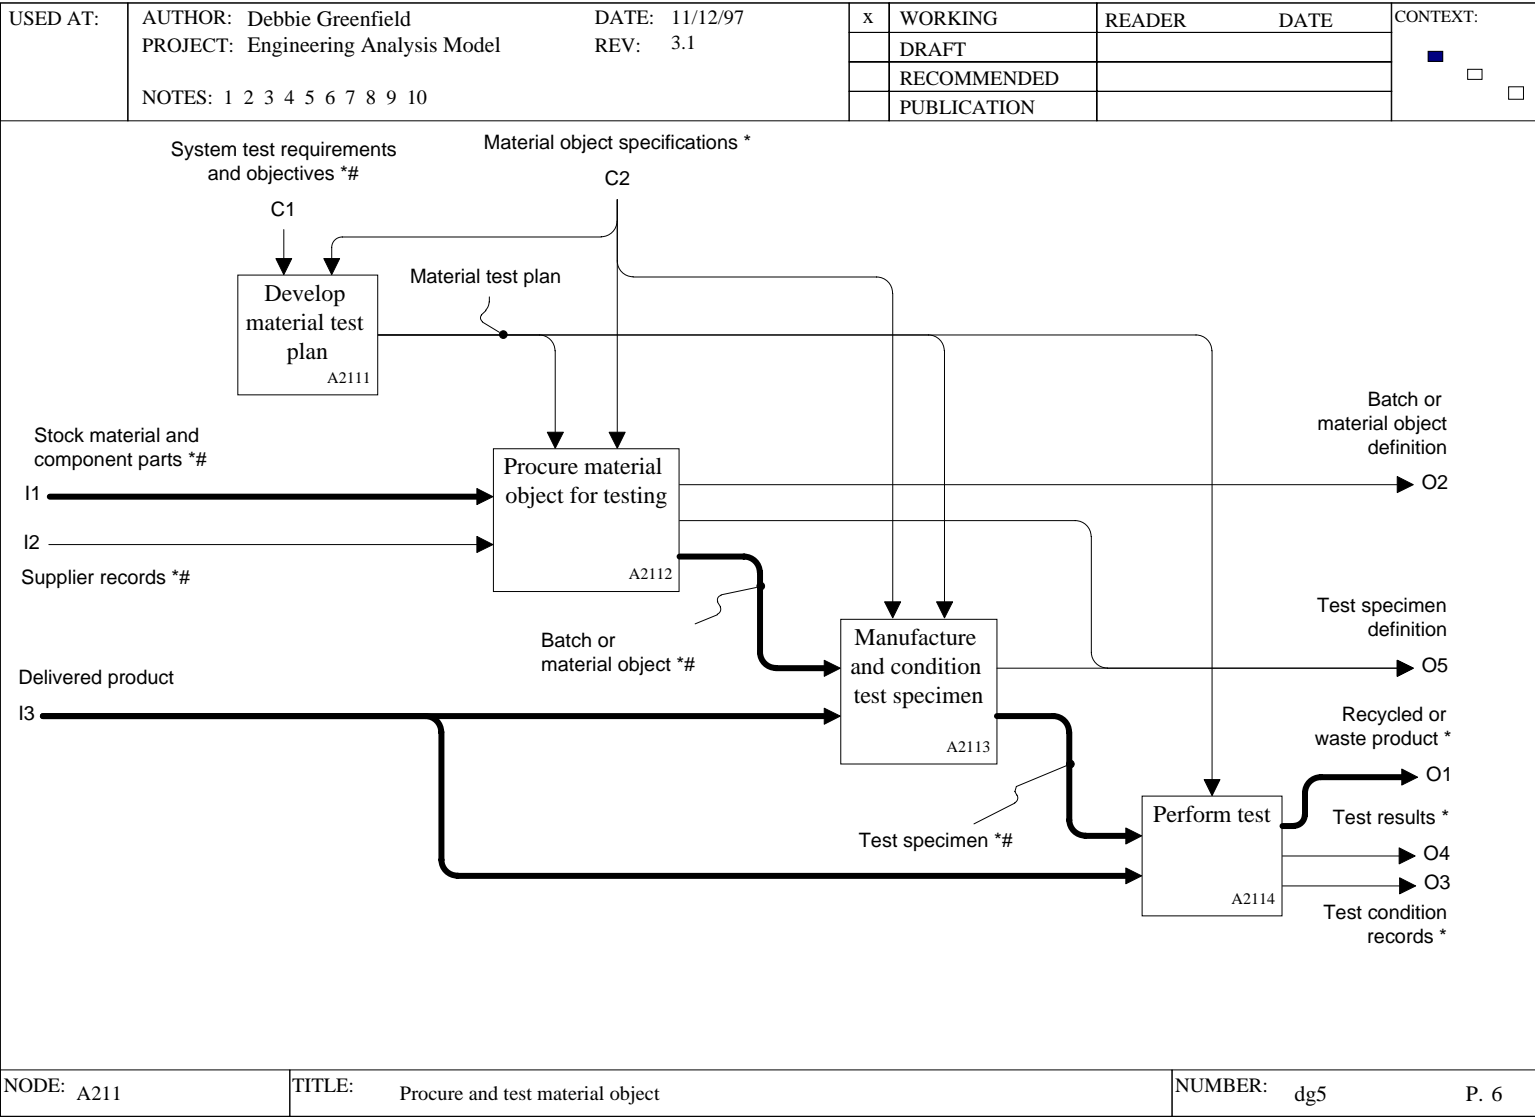 USED AT:
AUTHOR: Debbie Greenfield
DATE: 11/12/97
PROJECT: Engineering Analysis Model
REV: 3.1
NOTES: 1 2 3 4 5 6 7 8 9 10
x WORKING
DRAFT
RECOMMENDED
PUBLICATION
READER DATE
CONTEXT:
System test requirements
and objectives *#
C1
Material object specifications *
C2
Develop
material test
plan
A2111
Material test plan
Stock material and
component parts *#
I1
I2
Supplier records *#
Procure material
object for testing
A2112
Batch or
material object
definition
O2
Batch or
material object *#
Delivered product
I3
Manufacture
and condition
test specimen
A2113
Test specimen
definition
O5
Test specimen *#
Recycled or
waste product *
O1
Perform test
A2114
Test results *
O4
O3
Test condition
records *
NODE: A211
TITLE: Procure and test material object
NUMBER: dg5 P. 6